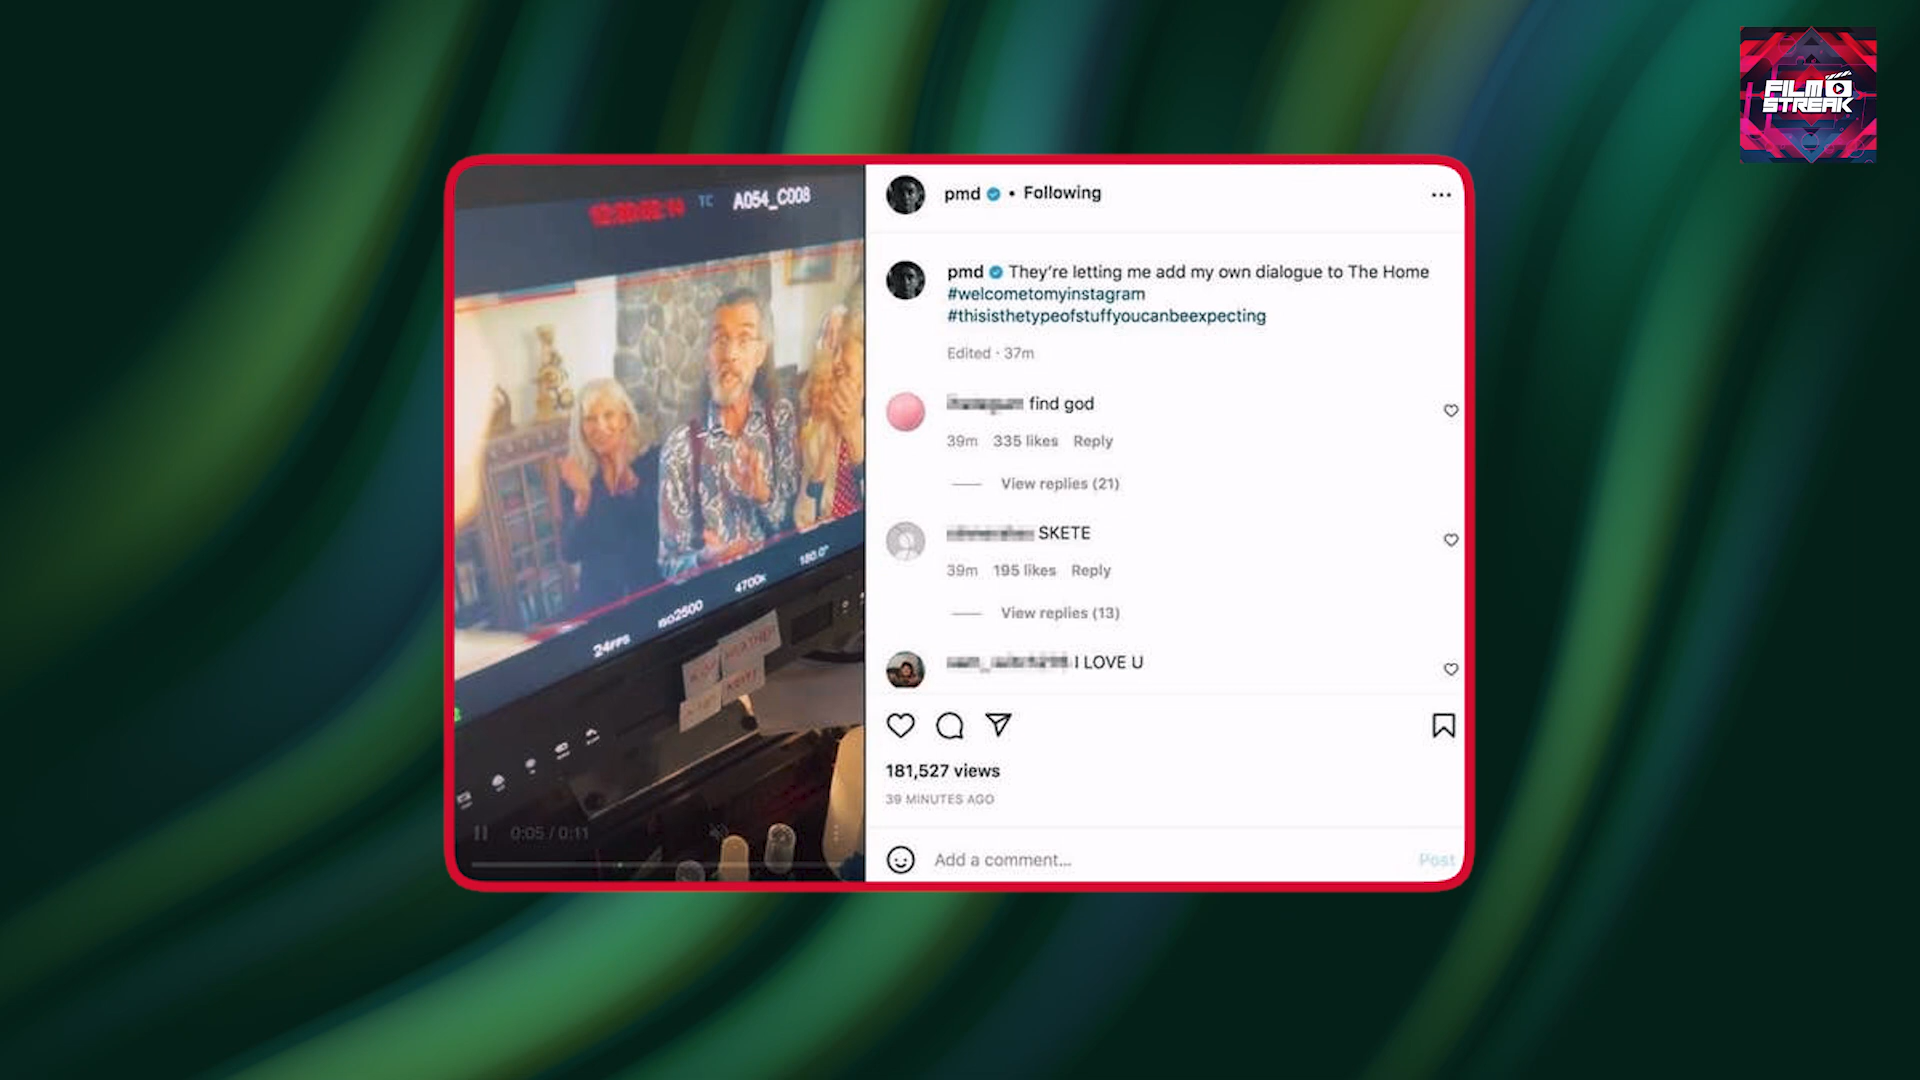 FILM
STREAK
TC A054_C008
24FPS ISO2500 4700K 180.0°
0:05 / 0:11
pmd • Following
pmd They're letting me add my own dialogue to The Home
#welcometomyinstagram
#thisisthetypeofstuffyoucanbeexpecting
Edited · 37m
find god
39m 335 likes Reply
View replies (21)
SKETE
39m 195 likes Reply
View replies (13)
I LOVE U
181,527 views
39 MINUTES AGO
Add a comment... Post